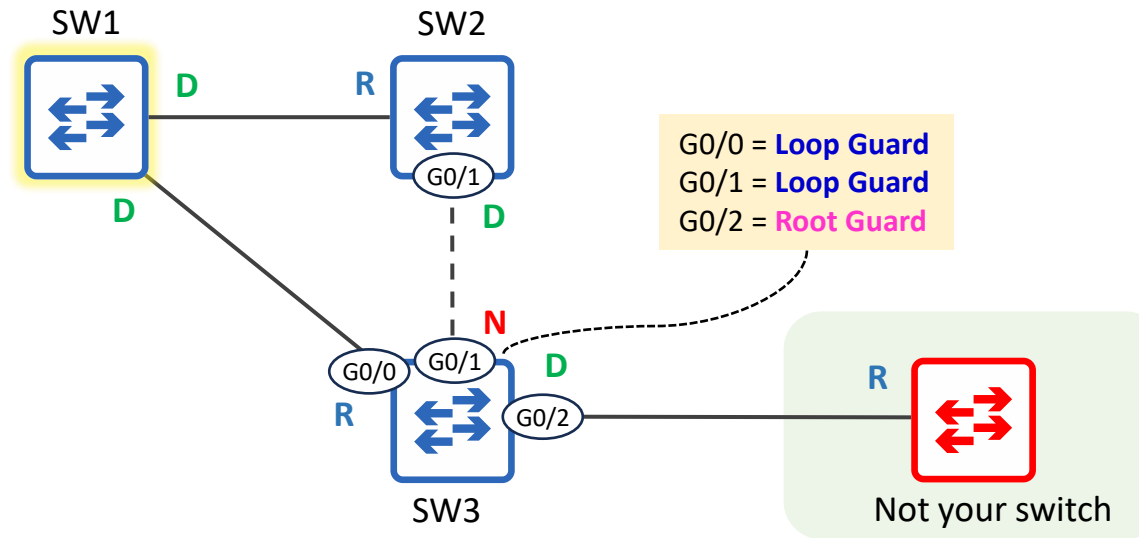 SW1
SW2
D
R
G0/1
D
D
G0/0 = Loop Guard
G0/1 = Loop Guard
G0/2 = Root Guard
N
G0/0
G0/1
D
R
G0/2
R
SW3
Not your switch